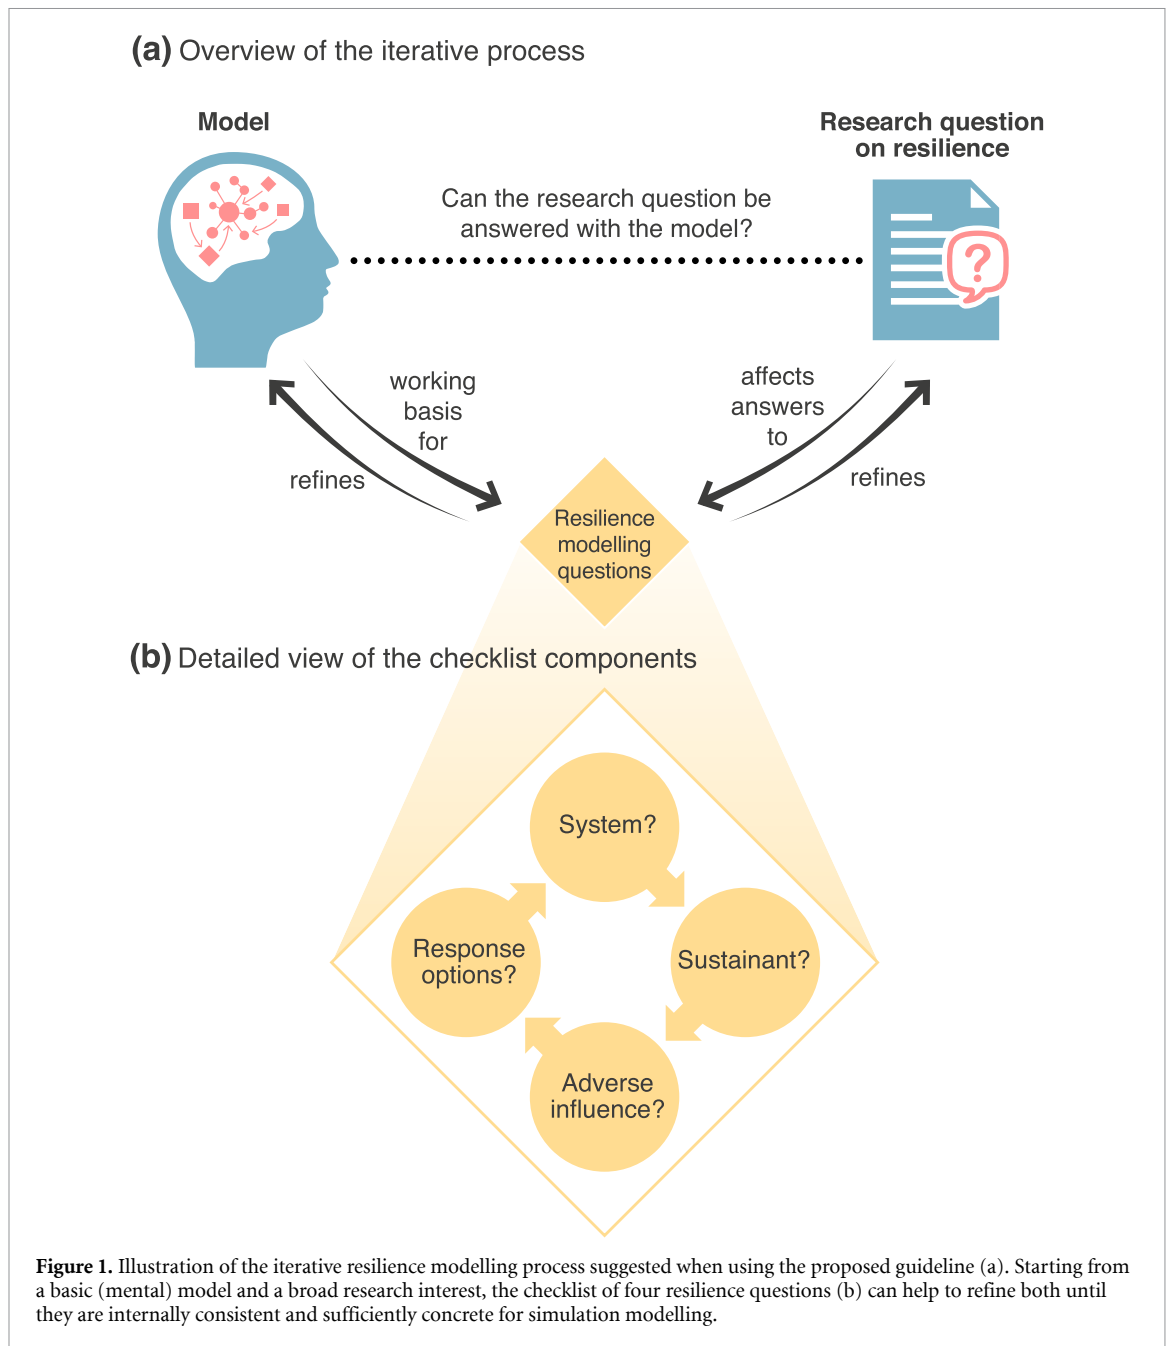 (a) Overview of the iterative process
Model
Research question
on resilience
Can the research question be
answered with the model?
?
working
basis
for
refines
affects
answers
to
refines
Resilience
modelling
questions
(b) Detailed view of the checklist components
System?
Sustainant?
Adverse
influence?
Response
options?
Figure 1. Illustration of the iterative resilience modelling process suggested when using the proposed guideline (a). Starting from
a basic (mental) model and a broad research interest, the checklist of four resilience questions (b) can help to refine both until
they are internally consistent and sufficiently concrete for simulation modelling.